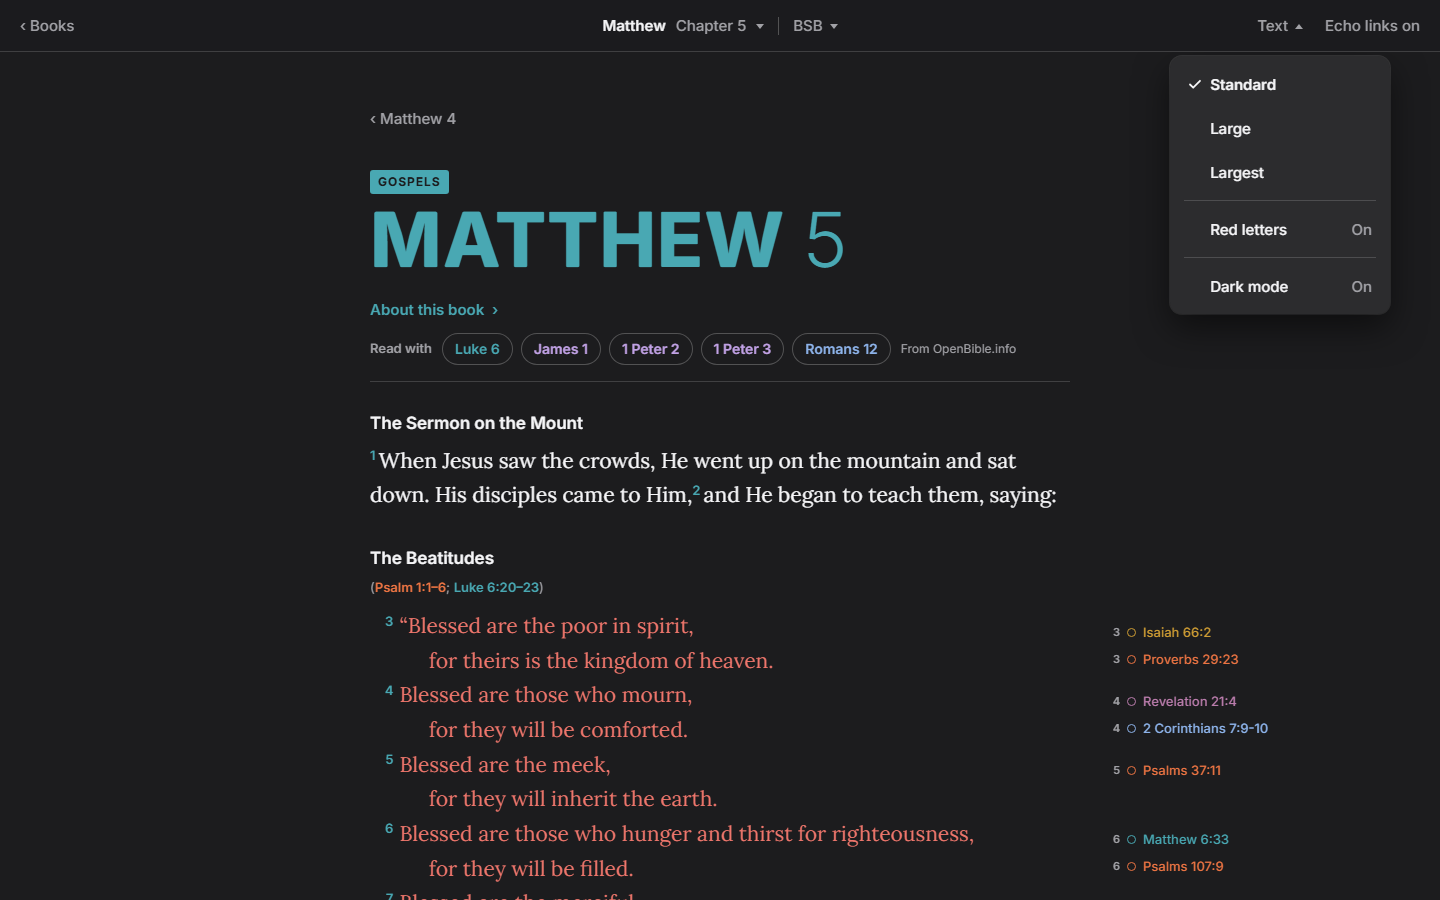 ‹ Books
Matthew Chapter 5
BSB
Text
Echo links on
Standard
Large
Largest
Red letters On
Dark mode On
‹ Matthew 4
GOSPELS
MATTHEW 5
About this book ›
Read with Luke 6 James 1 1 Peter 2 1 Peter 3 Romans 12 From OpenBible.info
The Sermon on the Mount
1 When Jesus saw the crowds, He went up on the mountain and sat
down. His disciples came to Him, 2 and He began to teach them, saying:
The Beatitudes
(Psalm 1:1–6; Luke 6:20–23)
3 “Blessed are the poor in spirit,
for theirs is the kingdom of heaven.
4 Blessed are those who mourn,
for they will be comforted.
5 Blessed are the meek,
for they will inherit the earth.
6 Blessed are those who hunger and thirst for righteousness,
for they will be filled.
7 Blessed are the merciful,
3 Isaiah 66:2
3 Proverbs 29:23
4 Revelation 21:4
4 2 Corinthians 7:9-10
5 Psalms 37:11
6 Matthew 6:33
6 Psalms 107:9